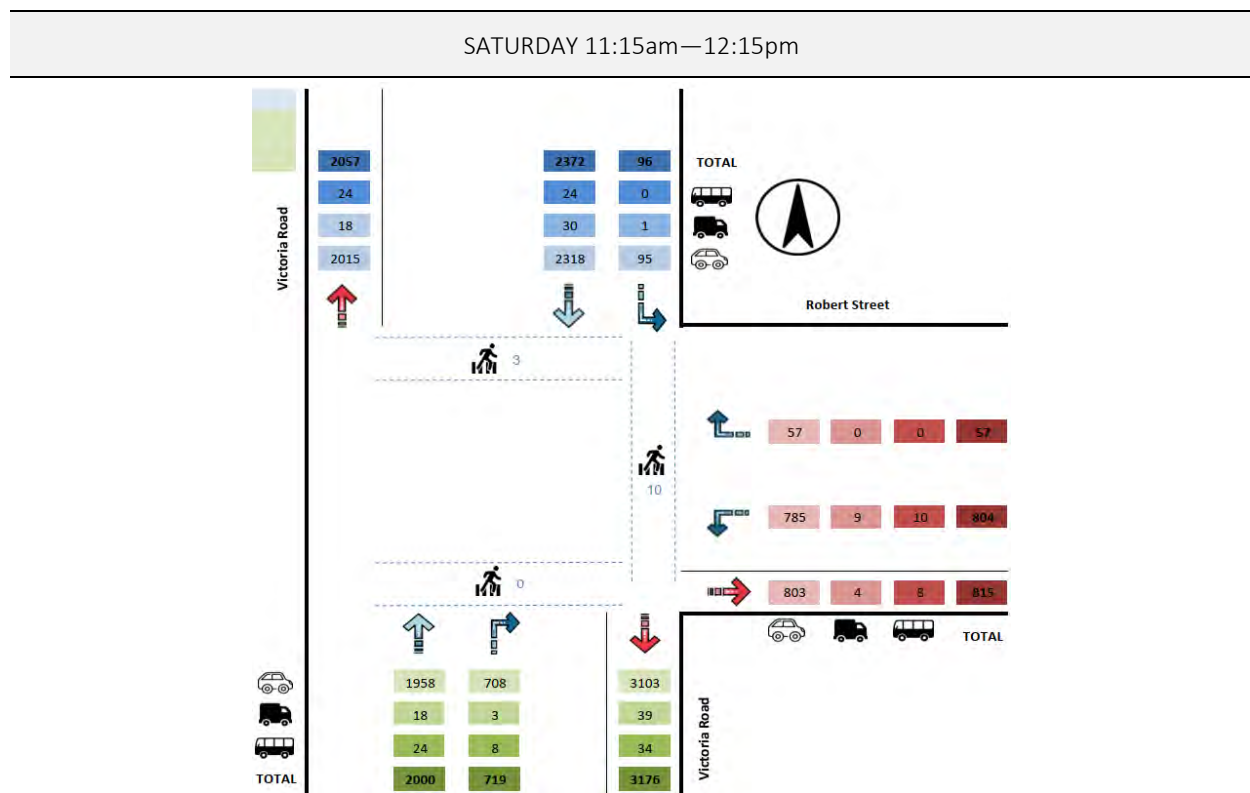 SATURDAY 11:15am—12:15pm
2057 2372 96 TOTAL
24 24 0
18 30 1
2015 2318 95
Victoria Road
Robert Street
3
57 0 0 57
10
785 9 10 804
0
803 4 8 815
TOTAL
1958 708 3103
18 3 39
24 8 34
TOTAL 2000 719 3176
Victoria Road